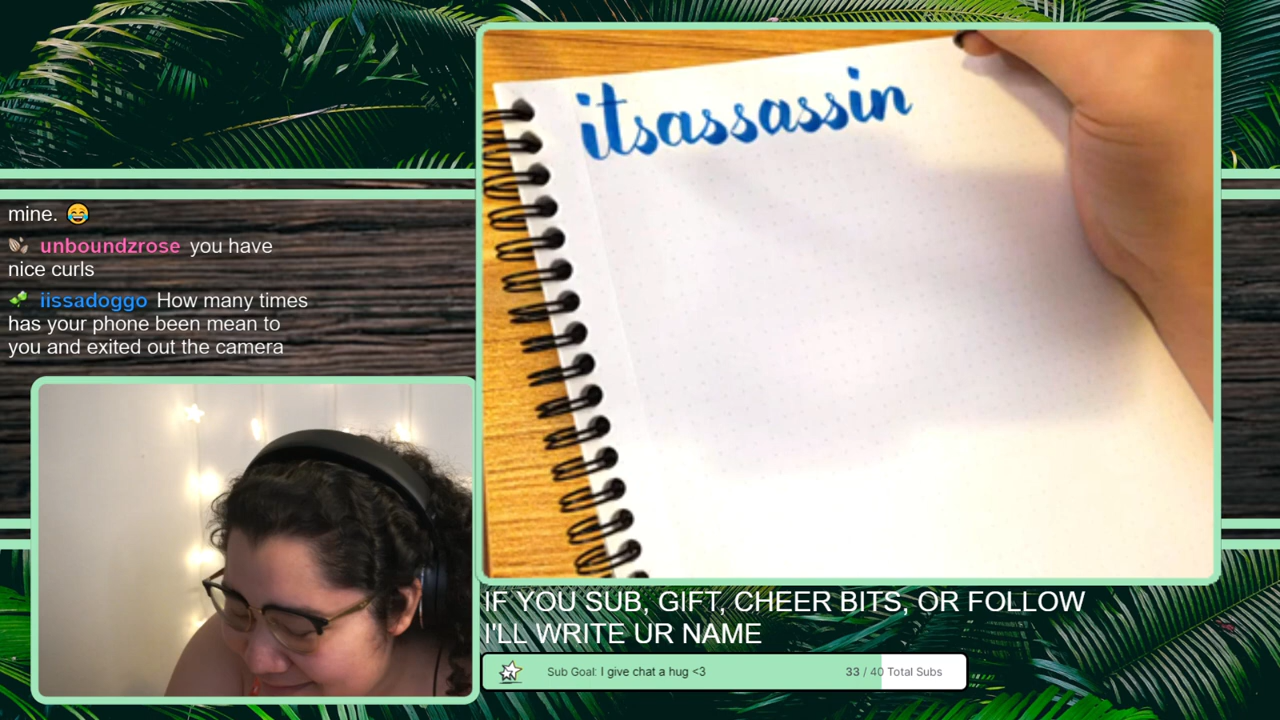 itsassassin
mine. 😂
unboundzrose you have
nice curls
iissadoggo How many times
has your phone been mean to
you and exited out the camera
IF YOU SUB, GIFT, CHEER BITS, OR FOLLOW
I'LL WRITE UR NAME
Sub Goal: I give chat a hug <3 33 / 40 Total Subs